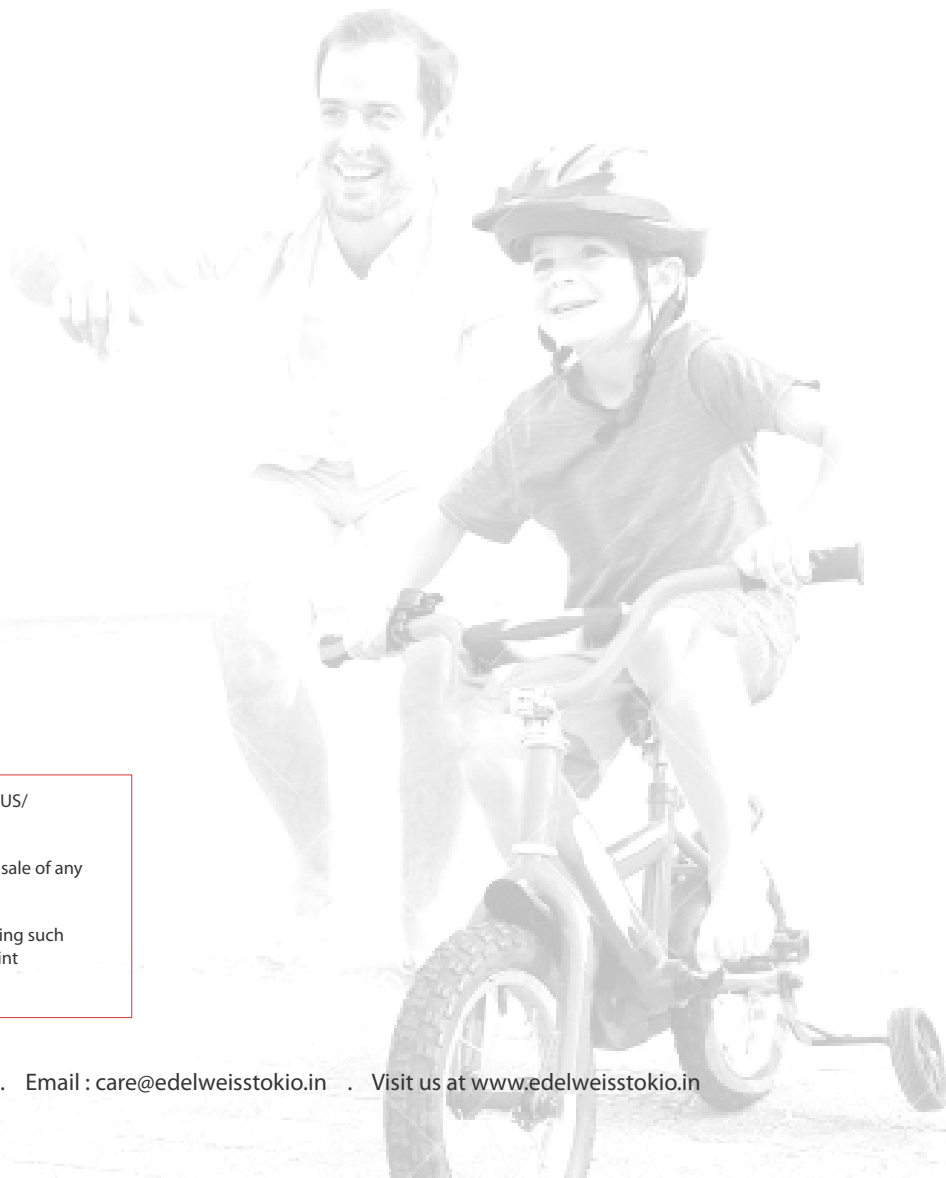 US/
sale of any
ing such
int
. Email : care@edelweisstokio.in . Visit us at www.edelweisstokio.in